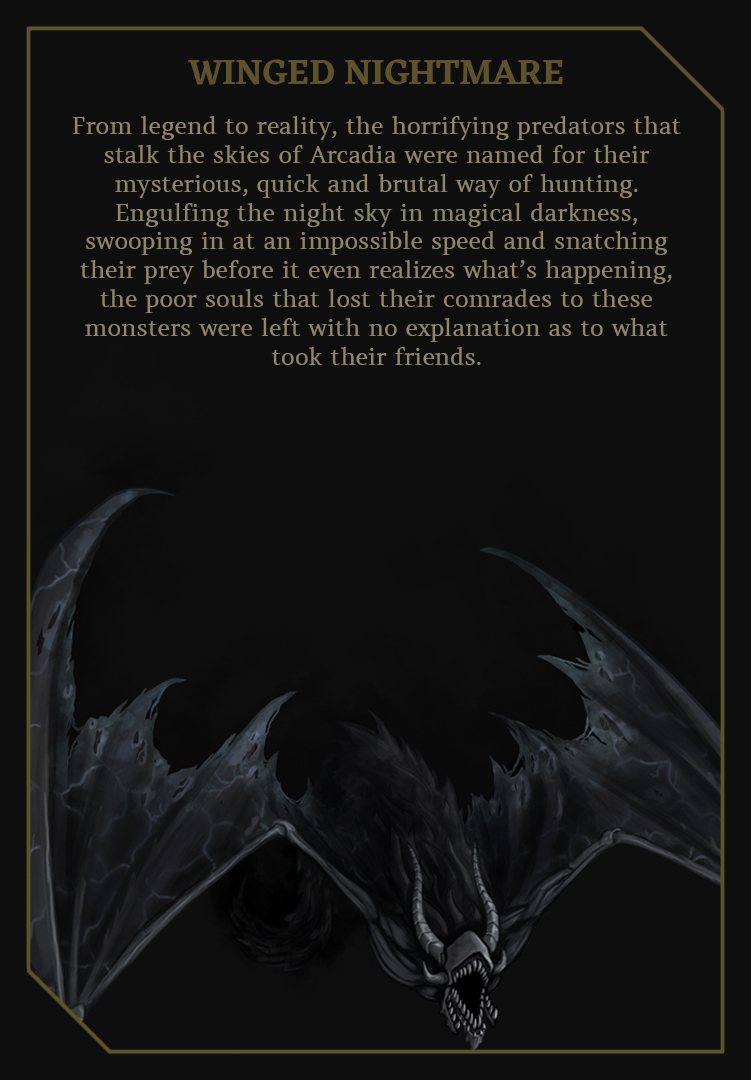 WINGED NIGHTMARE
From legend to reality, the horrifying predators that
stalk the skies of Arcadia were named for their
mysterious, quick and brutal way of hunting.
Engulfing the night sky in magical darkness,
swooping in at an impossible speed and snatching
their prey before it even realizes what’s happening,
the poor souls that lost their comrades to these
monsters were left with no explanation as to what
took their friends.